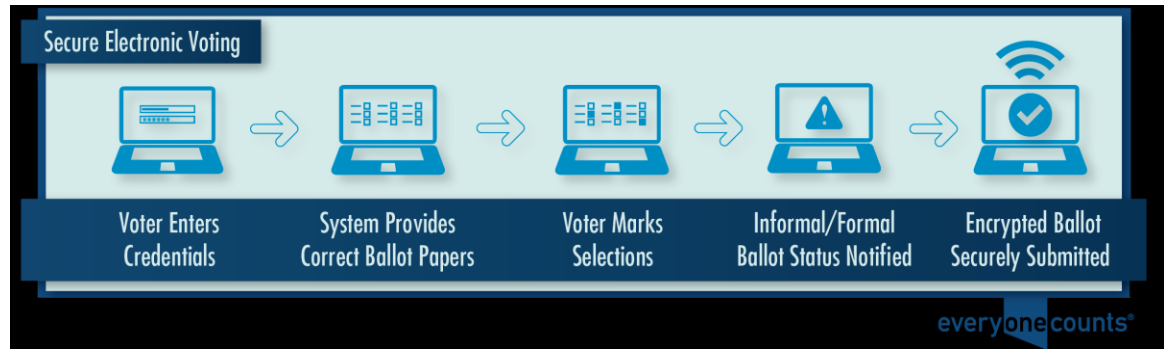 Secure Electronic Voting
Voter Enters
Credentials
System Provides
Correct Ballot Papers
Voter Marks
Selections
Informal/Formal
Ballot Status Notified
Encrypted Ballot
Securely Submitted
everyonecounts®